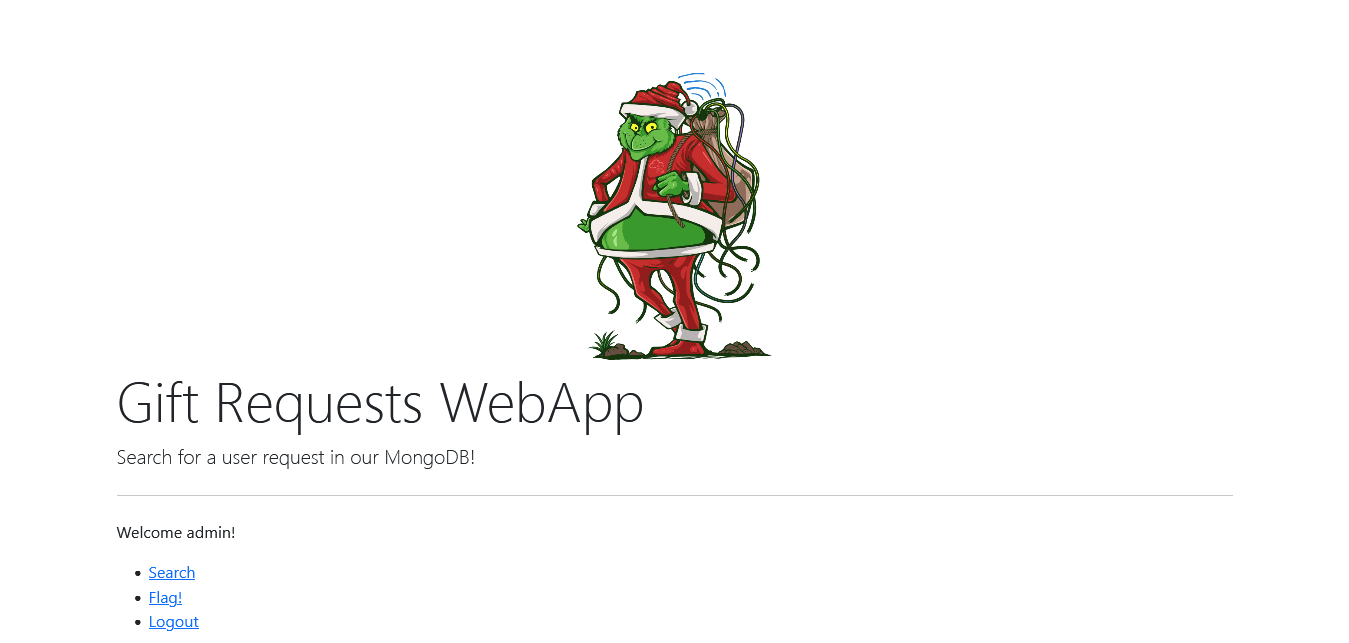 Gift Requests WebApp
Search for a user request in our MongoDB!
Welcome admin!
Search
Flag!
Logout